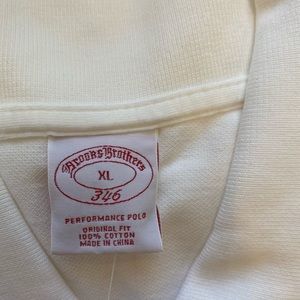 Brooks Brothers
XL
346
PERFORMANCE POLO
ORIGINAL FIT
100% COTTON
MADE IN CHINA